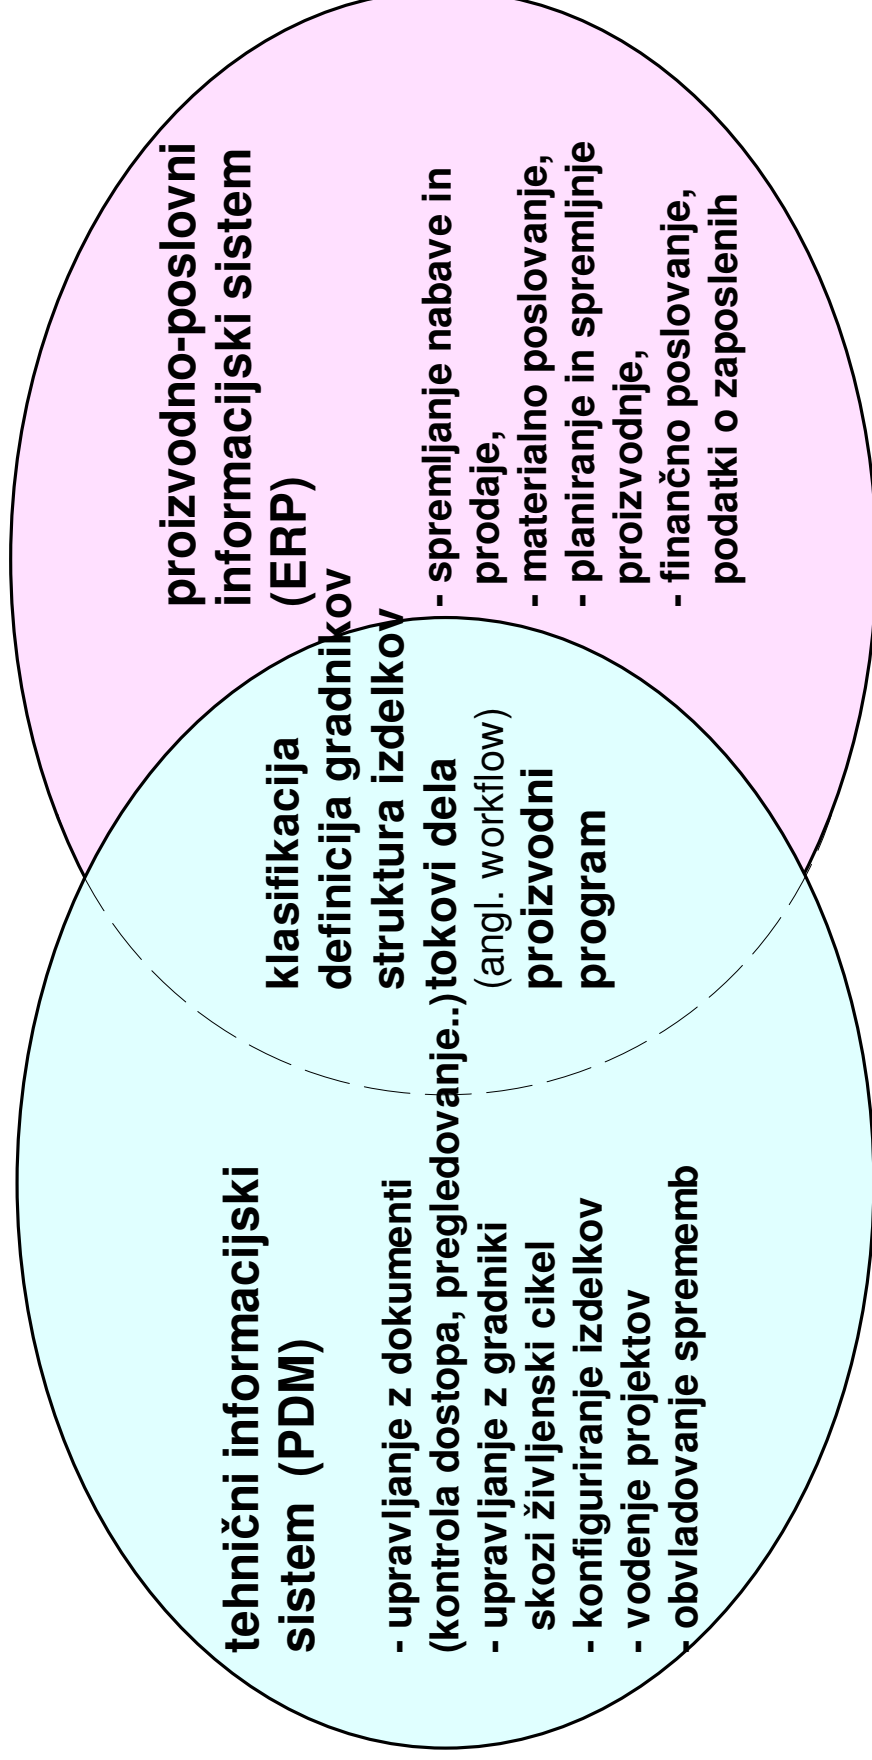 tehnični informacijski
sistem (PDM)
- upravljanje z dokumenti
(kontrola dostopa, pregledovanje..)
- upravljanje z gradniki
skozi življenski cikel
- konfiguriranje izdelkov
- vodenje projektov
- obvladovanje sprememb
klasifikacija
definicija gradnikov
struktura izdelkov
tokovi dela
(angl. workflow)
proizvodni
program
proizvodno-poslovni
informacijski sistem
(ERP)
- spremljanje nabave in
prodaje,
- materialno poslovanje,
- planiranje in spremljnje
proizvodnje,
- finančno poslovanje,
podatki o zaposlenih